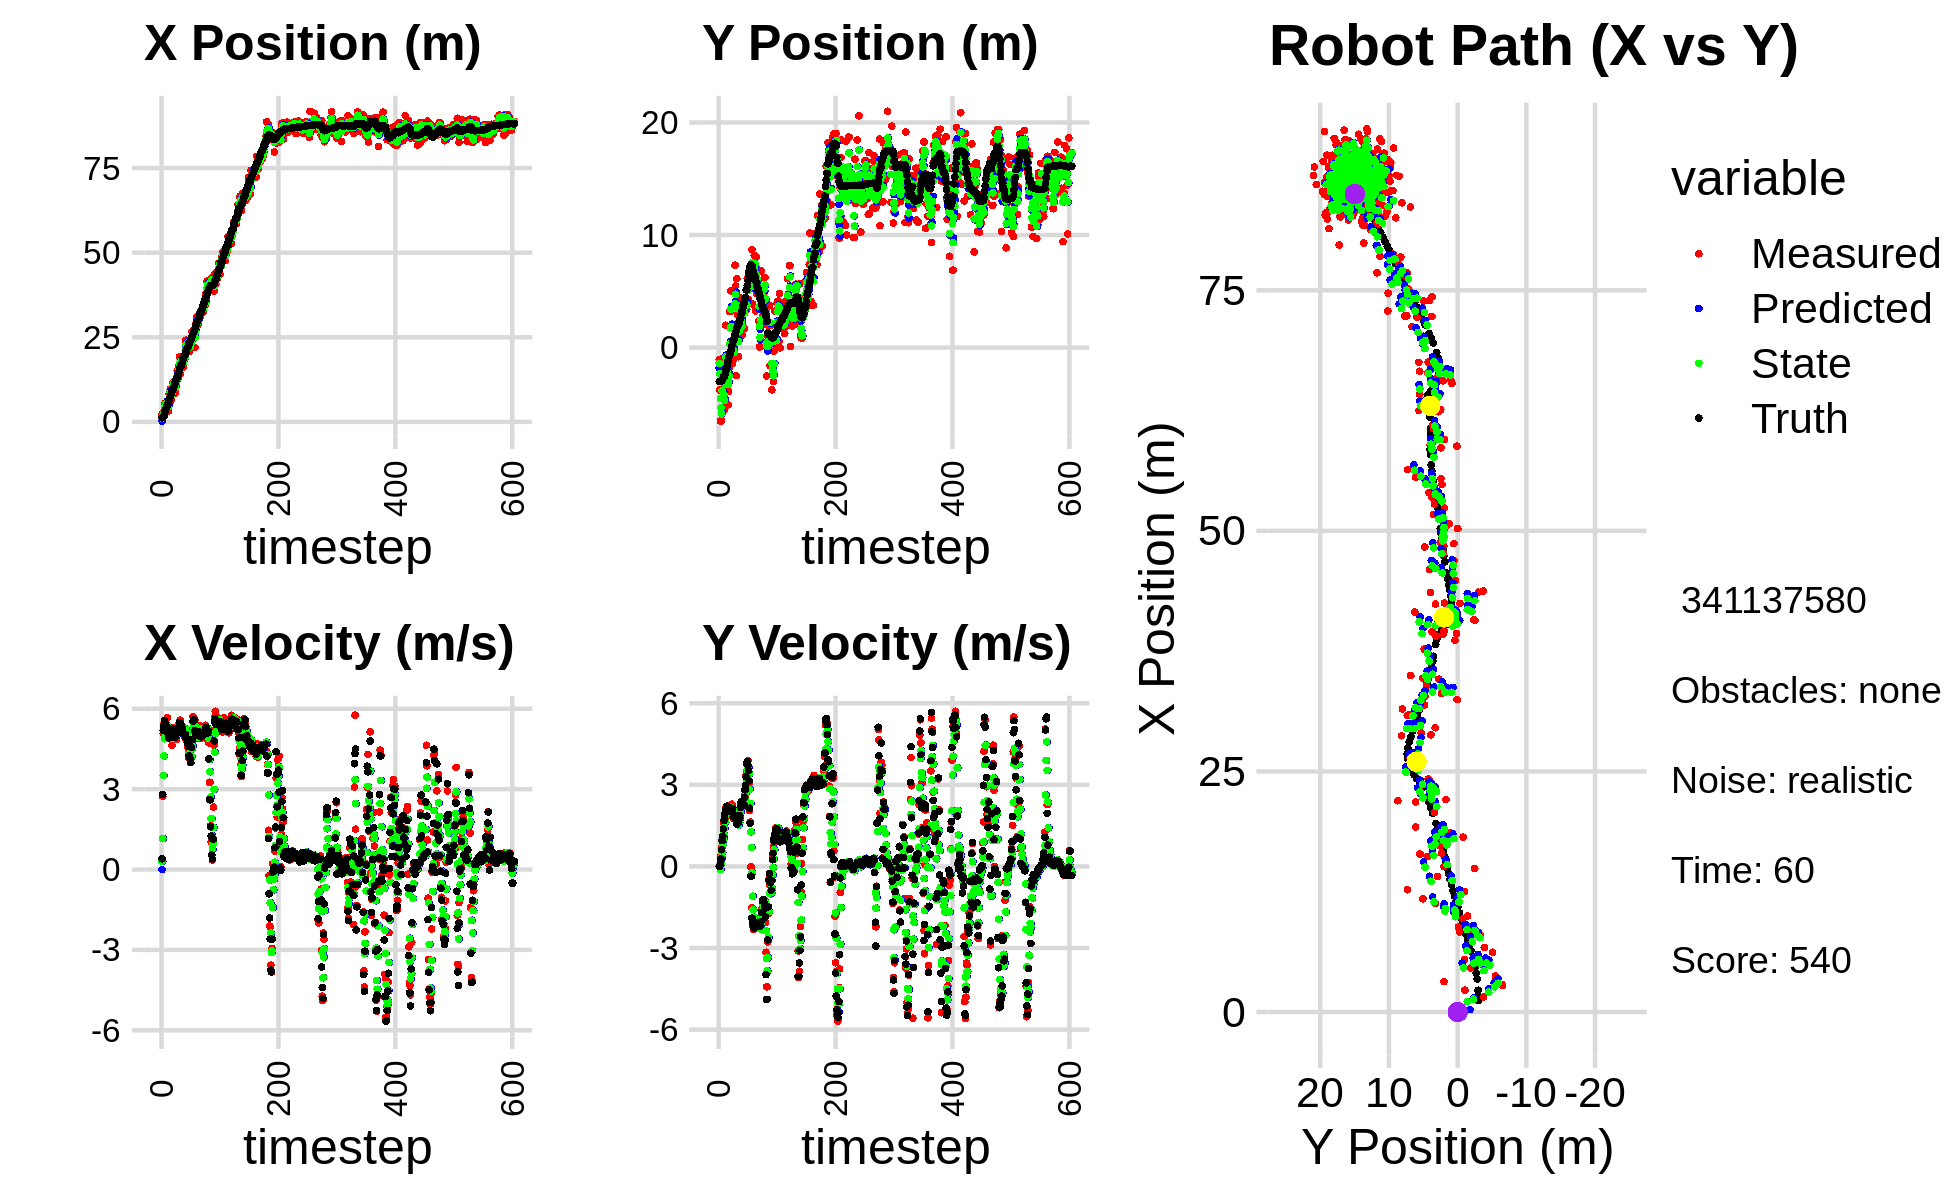 X Position (m)
75
50
25
0
0
200
400
600
timestep
Y Position (m)
20
10
0
0
200
400
600
timestep
X Velocity (m/s)
6
3
0
-3
-6
0
200
400
600
timestep
Y Velocity (m/s)
6
3
0
-3
-6
0
200
400
600
timestep
Robot Path (X vs Y)
X Position (m)
75
50
25
0
20 10 0 -10 -20
Y Position (m)
variable
Measured
Predicted
State
Truth
341137580
Obstacles: none
Noise: realistic
Time: 60
Score: 540